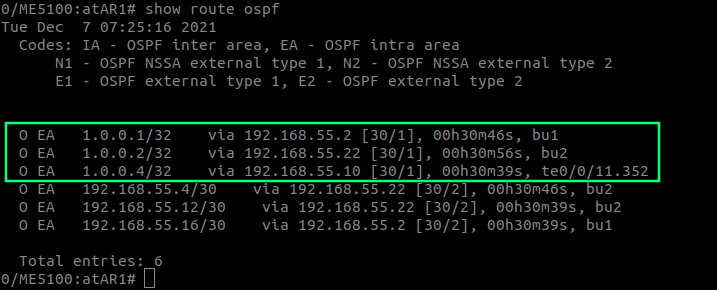 0/ME5100:atAR1# show route ospf
Tue Dec  7 07:25:16 2021
  Codes: IA - OSPF inter area, EA - OSPF intra area
      N1 - OSPF NSSA external type 1, N2 - OSPF NSSA external type 2
      E1 - OSPF external type 1, E2 - OSPF external type 2
  O EA   1.0.0.1/32    via 192.168.55.2 [30/1], 00h30m46s, bu1
  O EA   1.0.0.2/32    via 192.168.55.22 [30/1], 00h30m56s, bu2
  O EA   1.0.0.4/32    via 192.168.55.10 [30/1], 00h30m39s, te0/0/11.352
  O EA   192.168.55.4/30    via 192.168.55.22 [30/2], 00h30m46s, bu2
  O EA   192.168.55.12/30    via 192.168.55.22 [30/2], 00h30m39s, bu2
  O EA   192.168.55.16/30    via 192.168.55.2 [30/2], 00h30m39s, bu1
  Total entries: 6
0/ME5100:atAR1#